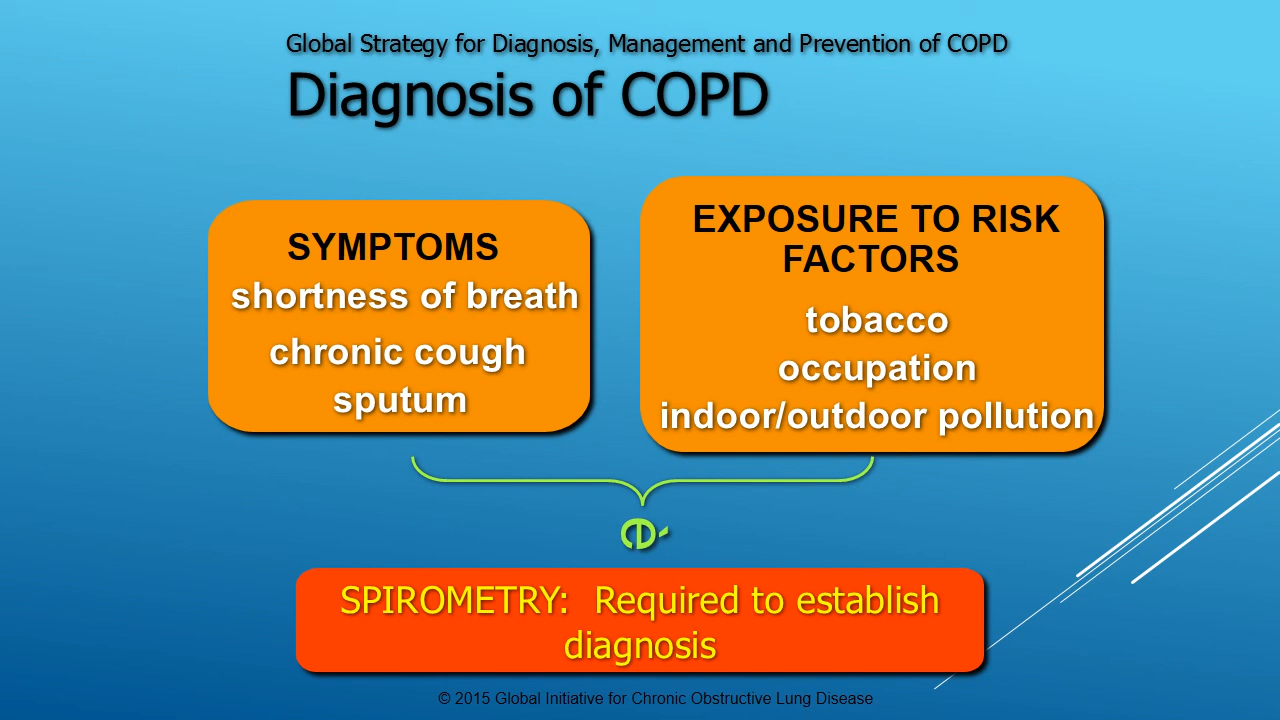 Global Strategy for Diagnosis, Management and Prevention of COPD
Diagnosis of COPD
SYMPTOMS
shortness of breath
chronic cough
sputum
EXPOSURE TO RISK
FACTORS
tobacco
occupation
indoor/outdoor pollution
é
SPIROMETRY: Required to establish
diagnosis
© 2015 Global Initiative for Chronic Obstructive Lung Disease